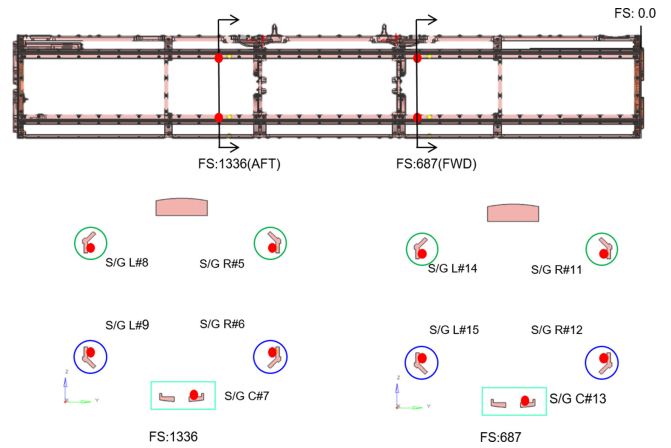 FS: 0.0
FS:1336(AFT)
FS:687(FWD)
S/G L#8
S/G R#5
S/G L#14
S/G R#11
S/G L#9
S/G R#6
S/G L#15
S/G R#12
Z
Y
S/G C#7
Z
Y
S/G C#13
FS:1336
FS:687